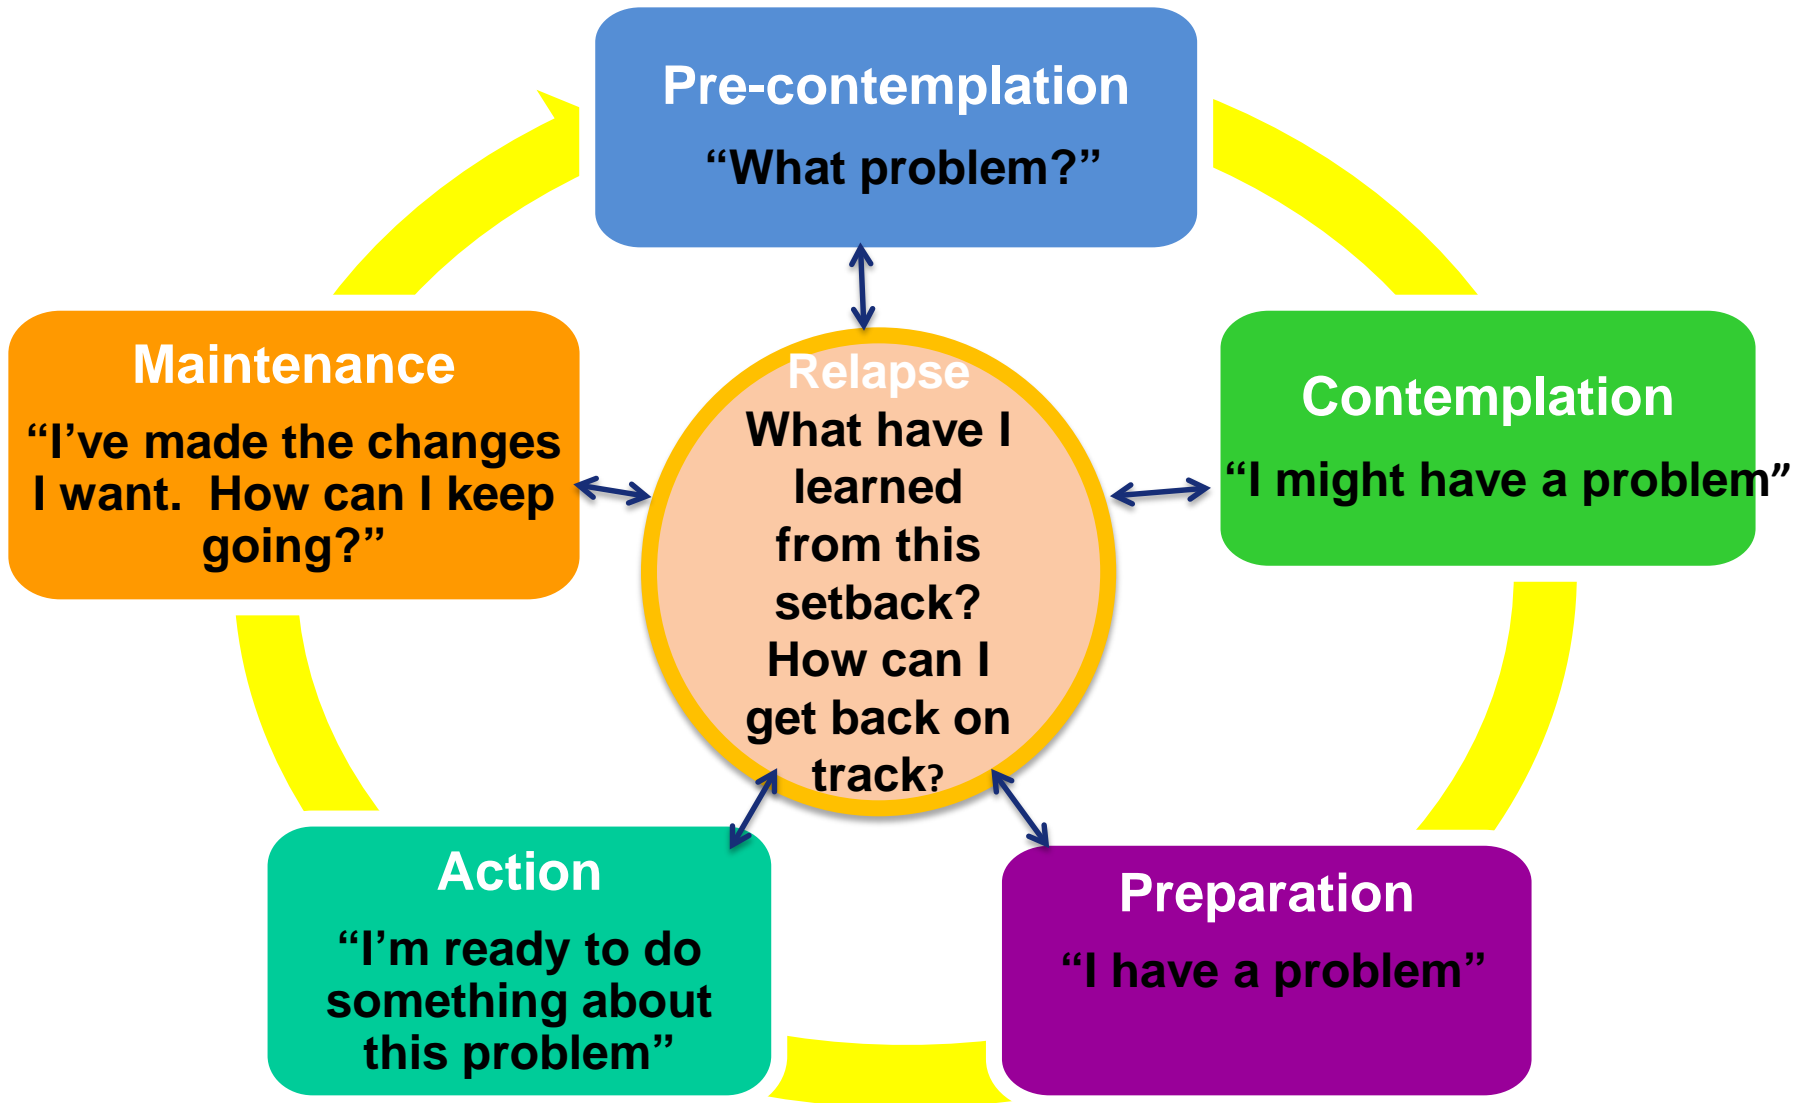 Pre-contemplation
“What problem?”
Maintenance
“I’ve made the changes
I want.  How can I keep
going?”
Relapse
What have I
learned
from this
setback?
How can I
get back on
track?
Contemplation
“I might have a problem”
Action
“I’m ready to do
something about
this problem”
Preparation
“I have a problem”